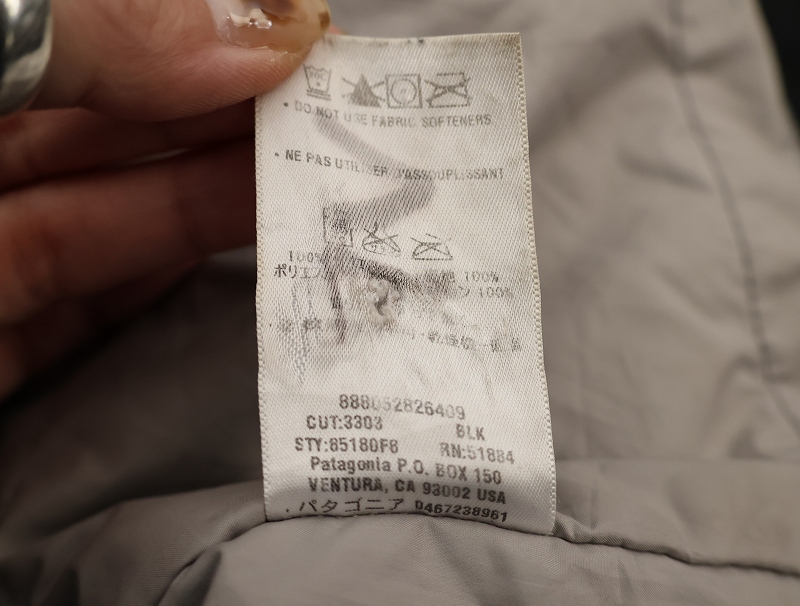 • DO NOT USE FABRIC SOFTENERS
• NE PAS UTILISER L'ASSOUPLISSANT
100%
ポリエ 100%
100%
888052826409
CUT:3303 BLK
STY:85180F8 RN:51884
Patagonia P.O. BOX 150
VENTURA, CA 93002 USA
パタゴニア 0467238961